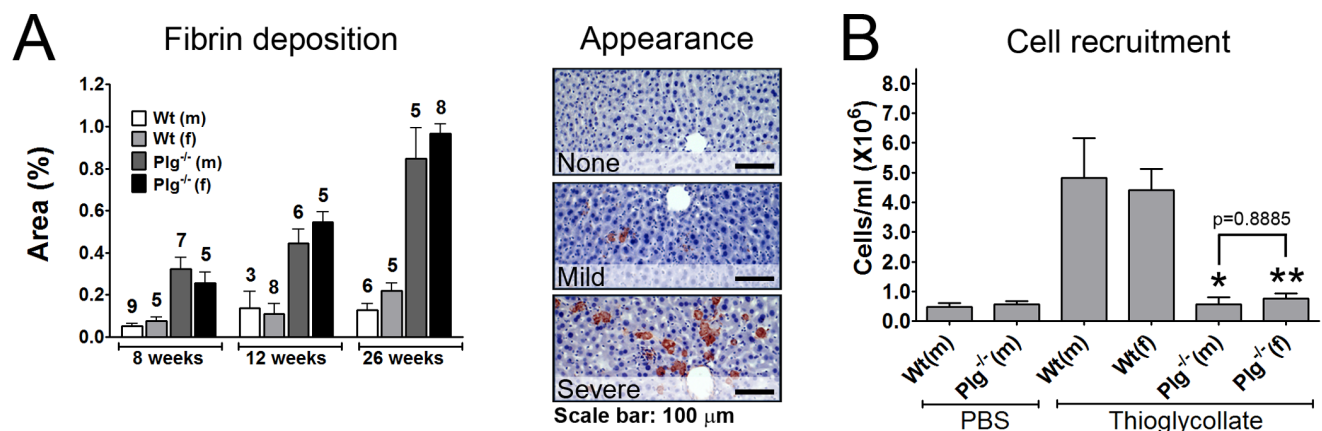 A
Fibrin deposition
Area (%)
1.2
1.0
0.8
0.6
0.4
0.2
0.0
Wt (m)
Wt (f)
Plg-/- (m)
Plg-/- (f)
9
5
7
5
3
8
6
5
6
5
5
8
8 weeks
12 weeks
26 weeks
Appearance
None
Mild
Severe
Scale bar: 100 μm
B
Cell recruitment
Cells/ml (X10⁶)
8.0
7.0
6.0
5.0
4.0
3.0
2.0
1.0
0.0
p=0.8885
*
**
Wt(m)
Plg-/-(m)
Wt(m)
Wt(f)
Plg-/-(m)
Plg-/-(f)
PBS
Thioglycollate